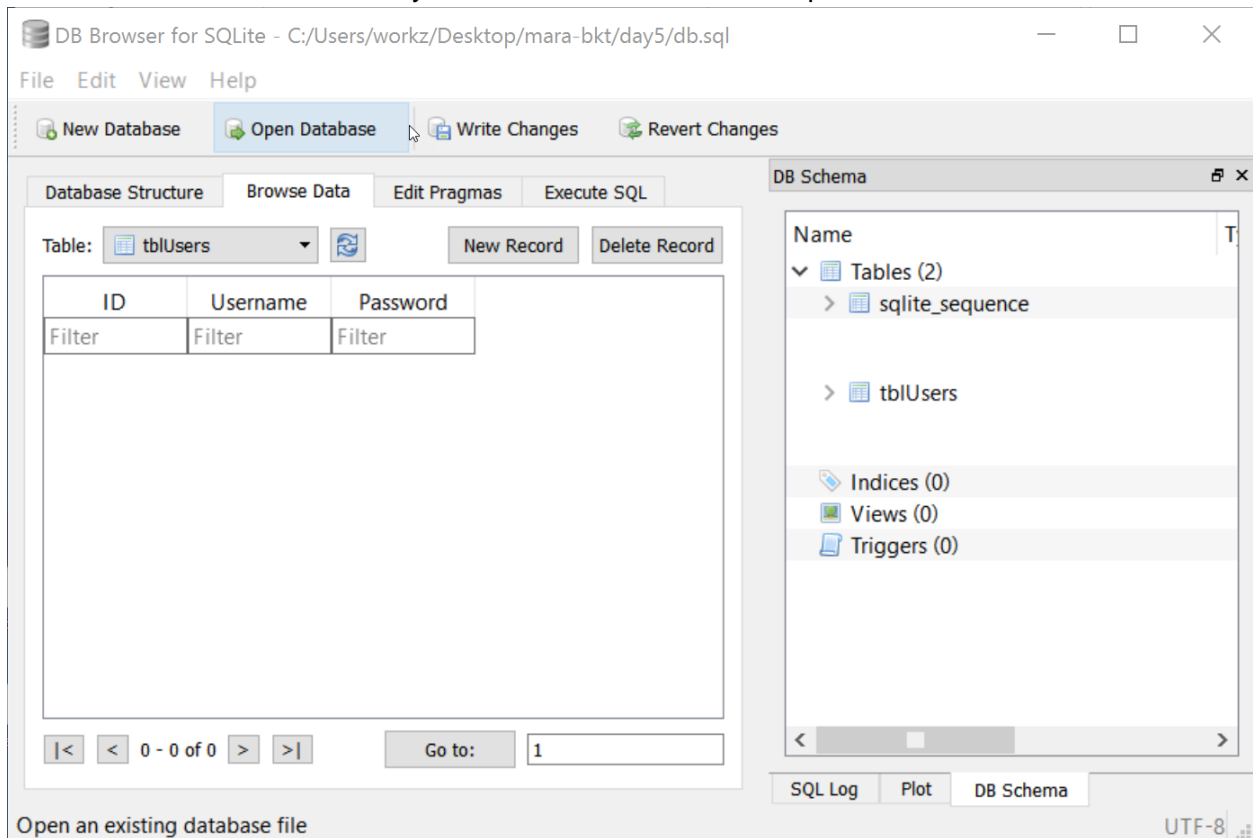 DB Browser for SQLite - C:/Users/workz/Desktop/mara-bkt/day5/db.sql
File Edit View Help
New Database Open Database Write Changes Revert Changes
Database Structure Browse Data Edit Pragmas Execute SQL
Table: tblUsers New Record Delete Record
ID Username Password
Filter Filter Filter
|< < 0 - 0 of 0 > >| Go to: 1
DB Schema
Name
Tables (2)
sqlite_sequence
tblUsers
Indices (0)
Views (0)
Triggers (0)
SQL Log Plot DB Schema
Open an existing database file UTF-8